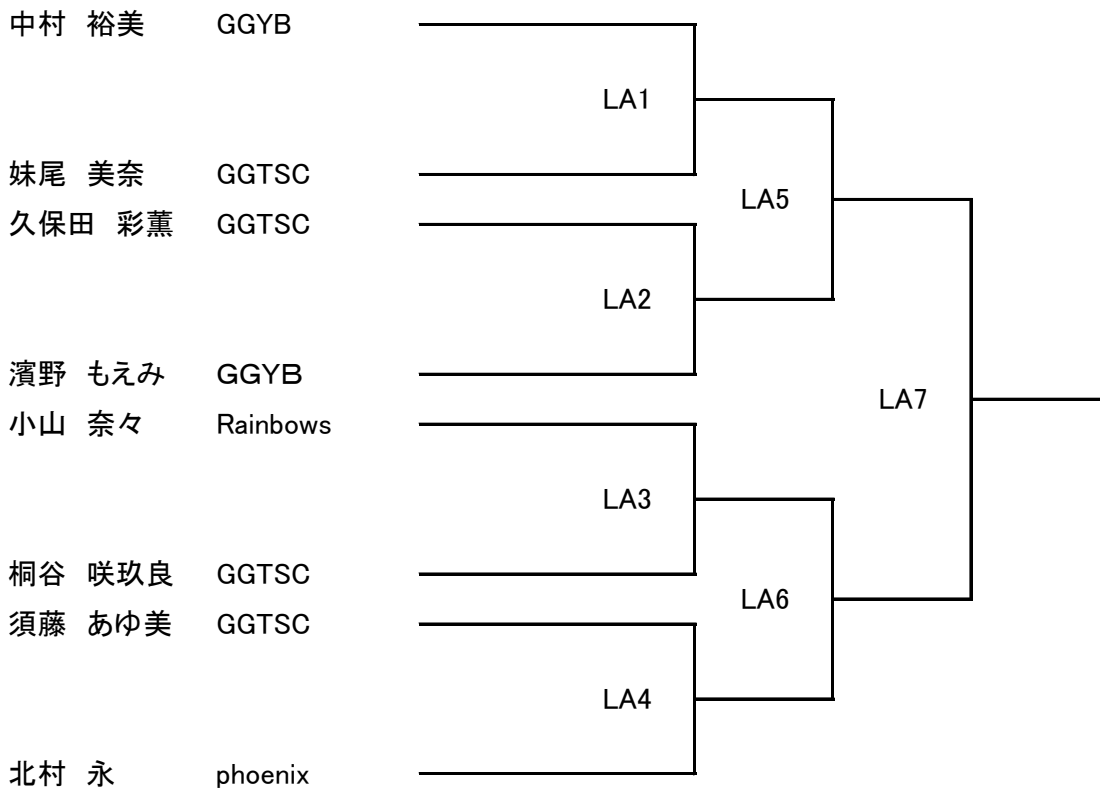 中村 裕美 GGYB
LA1
妹尾 美奈 GGTSC
LA5
久保田 彩薫 GGTSC
LA2
濱野 もえみ GGYB
LA7
小山 奈々 Rainbows
LA3
桐谷 咲玖良 GGTSC
LA6
須藤 あゆ美 GGTSC
LA4
北村 永 phoenix